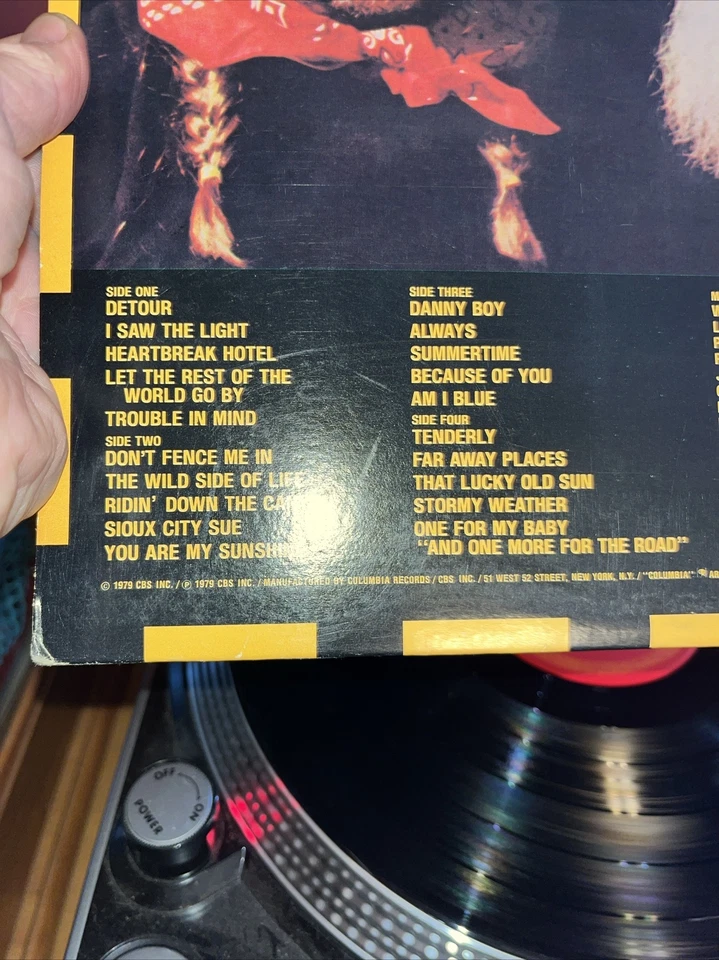 SIDE ONE
DETOUR
I SAW THE LIGHT
HEARTBREAK HOTEL
LET THE REST OF THE
WORLD GO BY
TROUBLE IN MIND
SIDE TWO
DON'T FENCE ME IN
THE WILD SIDE OF LIFE
RIDIN' DOWN THE
SIOUX CITY SUE
YOU ARE MY
SIDE THREE
DANNY BOY
ALWAYS
SUMMERTIME
BECAUSE OF YOU
AM I BLUE
SIDE FOUR
TENDERLY
FAR AWAY PLACES
THAT LUCKY OLD SUN
STORMY WEATHER
ONE FOR MY BABY
"AND ONE MORE FOR THE ROAD"
© 1979 CBS INC. / ℗ 1979 CBS INC. / MANUFACTURED BY COLUMBIA RECORDS / CBS INC. / 51 WEST 52 STREET, NEW YORK, N.Y. / "COLUMBIA"
OFF
POWER
ON